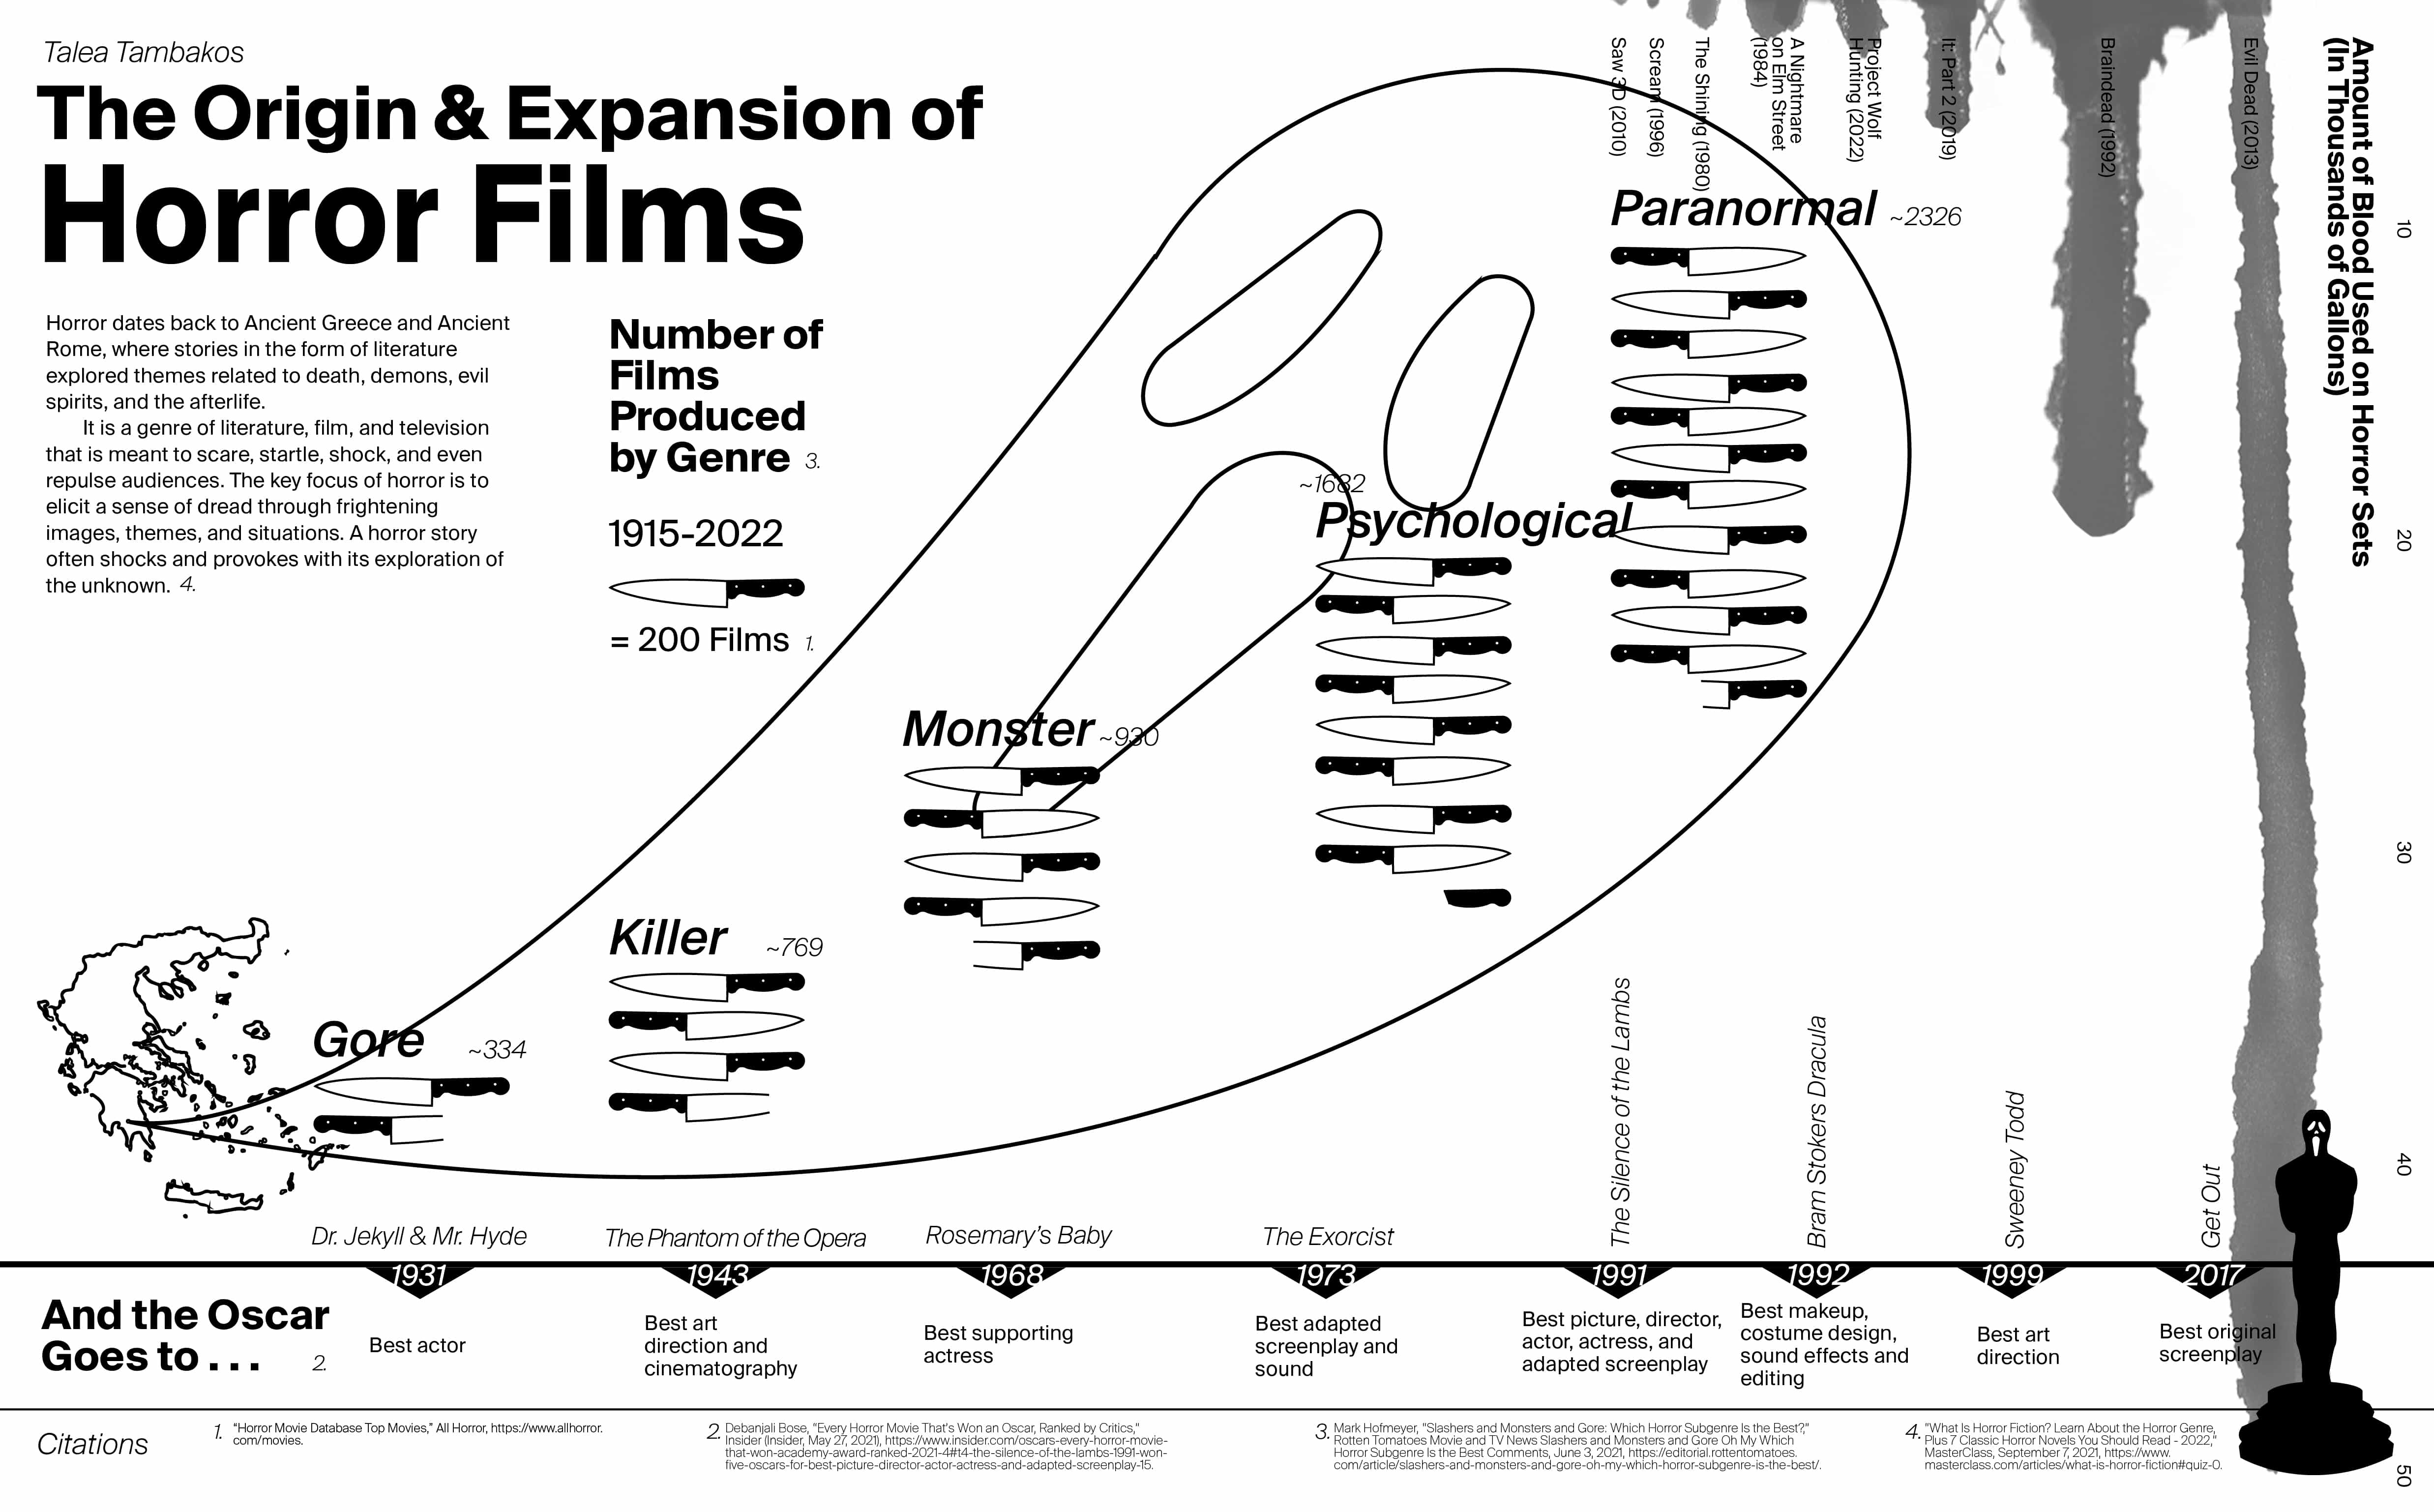 Talea Tambakos
The Origin & Expansion of
Horror Films
Horror dates back to Ancient Greece and Ancient
Rome, where stories in the form of literature
explored themes related to death, demons, evil
spirits, and the afterlife.
It is a genre of literature, film, and television
that is meant to scare, startle, shock, and even
repulse audiences. The key focus of horror is to
elicit a sense of dread through frightening
images, themes, and situations. A horror story
often shocks and provokes with its exploration of
the unknown. 4.
Number of
Films
Produced
by Genre 3.
1915-2022
= 200 Films 1.
Gore ~334
Killer ~769
Monster ~930
Psychological ~1682
Paranormal ~2326
Amount of Blood Used on Horror Sets
(In Thousands of Gallons)
10
20
30
40
50
Evil Dead (2013)
Braindead (1992)
It: Part 2 (2019)
Project Wolf
Hunting (2022)
A Nightmare
on Elm Street
(1984)
The Shining (1980)
Scream (1996)
Saw 3D (2010)
And the Oscar
Goes to . . . 2.
Dr. Jekyll & Mr. Hyde
1931
Best actor
The Phantom of the Opera
1943
Best art
direction and
cinematography
Rosemary's Baby
1968
Best supporting
actress
The Exorcist
1973
Best adapted
screenplay and
sound
The Silence of the Lambs
1991
Best picture, director,
actor, actress, and
adapted screenplay
Bram Stokers Dracula
1992
Best makeup,
costume design,
sound effects and
editing
Sweeney Todd
1999
Best art
direction
Get Out
2017
Best original
screenplay
Citations
1. "Horror Movie Database Top Movies," All Horror, https://www.allhorror.
com/movies.
2. Debanjali Bose, "Every Horror Movie That's Won an Oscar, Ranked by Critics,"
Insider (Insider, May 27, 2021), https://www.insider.com/oscars-every-horror-movie-
that-won-academy-award-ranked-2021-4#14-the-silence-of-the-lambs-1991-won-
five-oscars-for-best-picture-director-actor-actress-and-adapted-screenplay-15.
3. Mark Hofmeyer, "Slashers and Monsters and Gore: Which Horror Subgenre Is the Best?,"
Rotten Tomatoes Movie and TV News Slashers and Monsters and Gore Oh My Which
Horror Subgenre Is the Best Comments, June 3, 2021, https://editorial.rottentomatoes.
com/article/slashers-and-monsters-and-gore-oh-my-which-horror-subgenre-is-the-best/.
4. "What Is Horror Fiction? Learn About the Horror Genre,
Plus 7 Classic Horror Novels You Should Read - 2022,"
MasterClass, September 7, 2021, https://www.
masterclass.com/articles/what-is-horror-fiction#quiz-0.